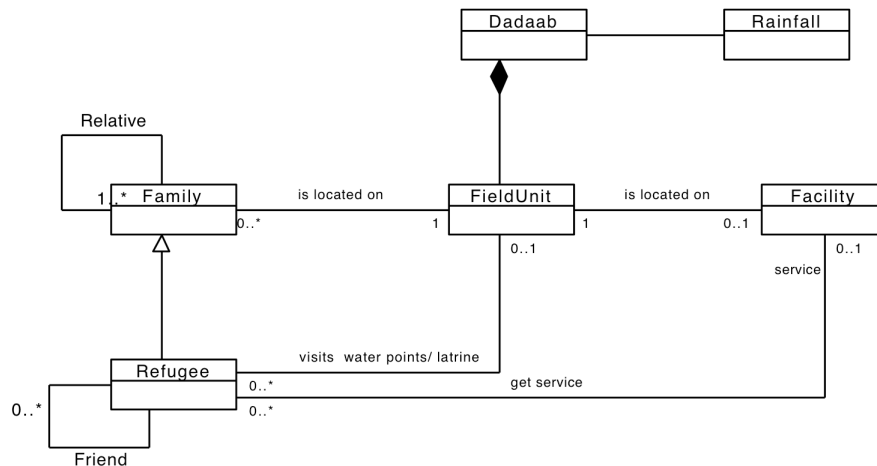 Dadaab
Rainfall
Relative
1..*
Family
is located on
FieldUnit
is located on
Facility
0..*
1
1
0..1
0..1
0..1
service
visits water points/ latrine
Refugee
0..*
get service
0..*
0..*
Friend